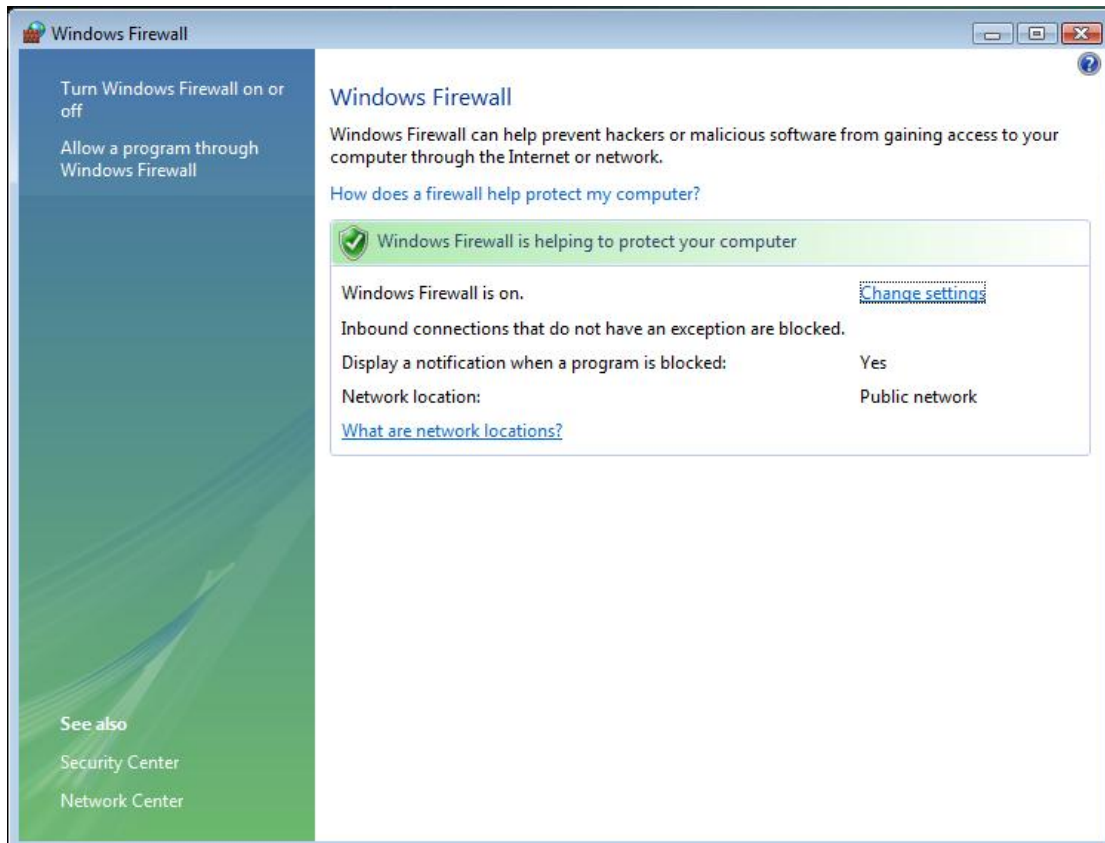 Windows Firewall
Turn Windows Firewall on or
off
Allow a program through
Windows Firewall
See also
Security Center
Network Center
Windows Firewall
Windows Firewall can help prevent hackers or malicious software from gaining access to your
computer through the Internet or network.
How does a firewall help protect my computer?
Windows Firewall is helping to protect your computer
Windows Firewall is on. Change settings
Inbound connections that do not have an exception are blocked.
Display a notification when a program is blocked: Yes
Network location: Public network
What are network locations?